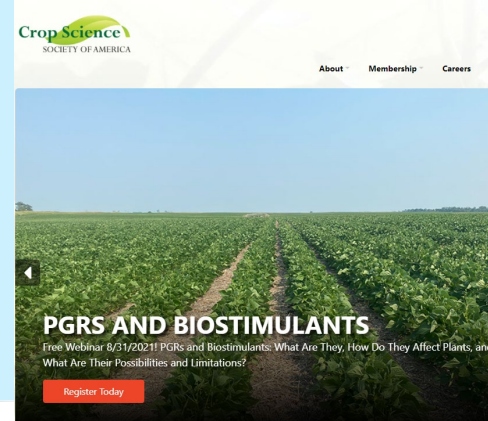 Crop Science
SOCIETY OF AMERICA
About
Membership
Careers
PGRS AND BIOSTIMULANTS
Free Webinar 8/31/2021! PGRs and Biostimulants: What Are They, How Do They Affect Plants, and
What Are Their Possibilities and Limitations?
Register Today